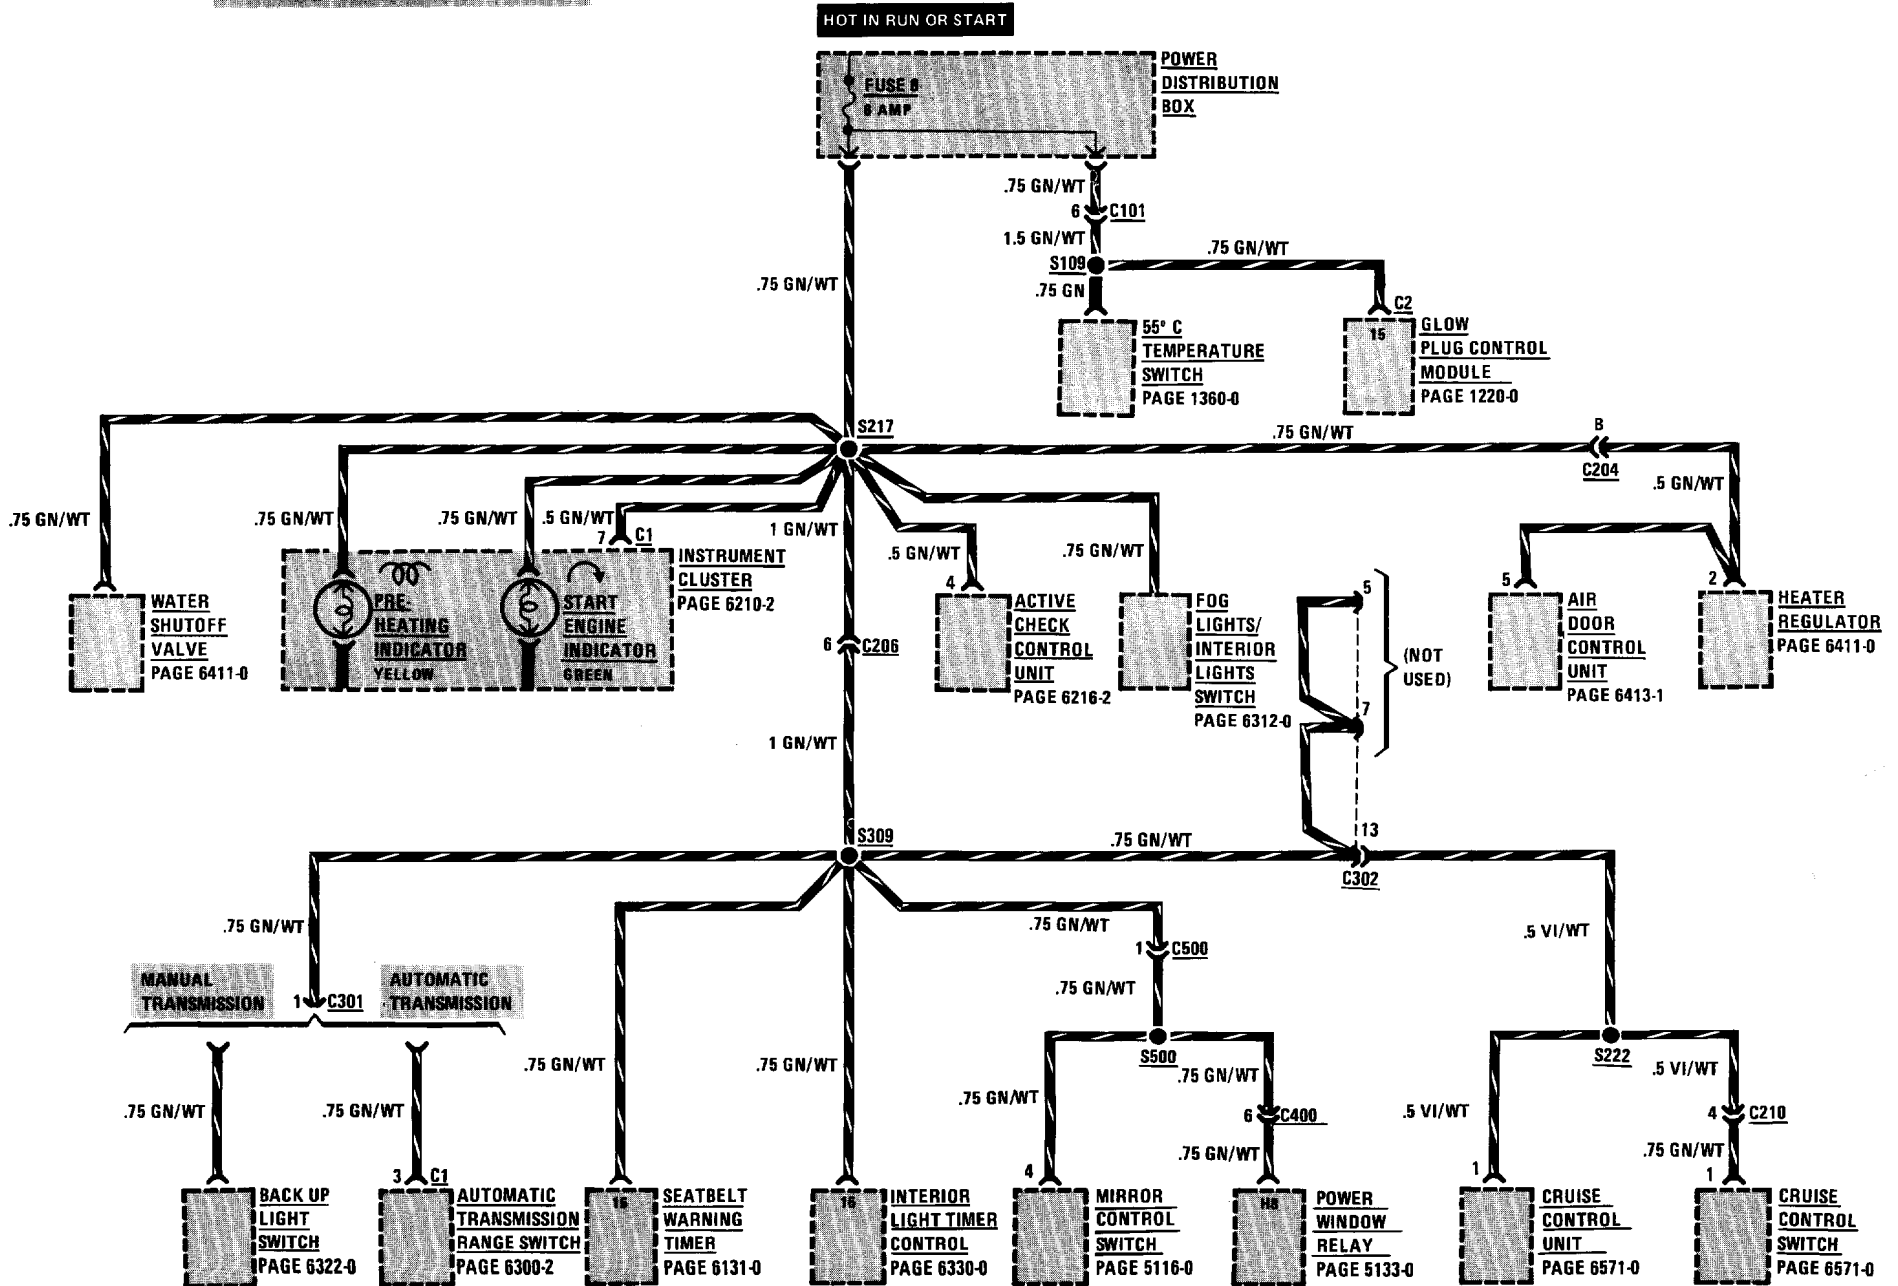 HOT IN RUN OR START
POWER
DISTRIBUTION
BOX
FUSE 8
8 AMP
.75 GN/WT
6 C101
1.5 GN/WT
S109
.75 GN/WT
.75 GN
.75 GN/WT
C2
55° C
TEMPERATURE
SWITCH
PAGE 1360-0
15
GLOW
PLUG CONTROL
MODULE
PAGE 1220-0
S217
.75 GN/WT
B
C204
.5 GN/WT
.75 GN/WT
.75 GN/WT
.75 GN/WT
.5 GN/WT
7 C1
1 GN/WT
.5 GN/WT
.75 GN/WT
WATER
SHUTOFF
VALVE
PAGE 6411-0
PRE-
HEATING
INDICATOR
YELLOW
START
ENGINE
INDICATOR
GREEN
INSTRUMENT
CLUSTER
PAGE 6210-2
6 C206
4
ACTIVE
CHECK
CONTROL
UNIT
PAGE 6216-2
FOG
LIGHTS/
INTERIOR
LIGHTS
SWITCH
PAGE 6312-0
5
7
(NOT
USED)
5
AIR
DOOR
CONTROL
UNIT
PAGE 6413-1
2
HEATER
REGULATOR
PAGE 6411-0
1 GN/WT
S309
.75 GN/WT
13
C302
.75 GN/WT
.75 GN/WT
.5 VI/WT
MANUAL
TRANSMISSION
1 C301
AUTOMATIC
TRANSMISSION
1 C500
.75 GN/WT
S500
S222
.75 GN/WT
.75 GN/WT
.75 GN/WT
.75 GN/WT
.5 VI/WT
.75 GN/WT
.75 GN/WT
6 C400
.75 GN/WT
.5 VI/WT
4 C210
.75 GN/WT
BACK UP
LIGHT
SWITCH
PAGE 6322-0
3 C1
AUTOMATIC
TRANSMISSION
RANGE SWITCH
PAGE 6300-2
15
SEATBELT
WARNING
TIMER
PAGE 6131-0
16
INTERIOR
LIGHT TIMER
CONTROL
PAGE 6330-0
4
MIRROR
CONTROL
SWITCH
PAGE 5116-0
H8
POWER
WINDOW
RELAY
PAGE 5133-0
1
CRUISE
CONTROL
UNIT
PAGE 6571-0
1
CRUISE
CONTROL
SWITCH
PAGE 6571-0